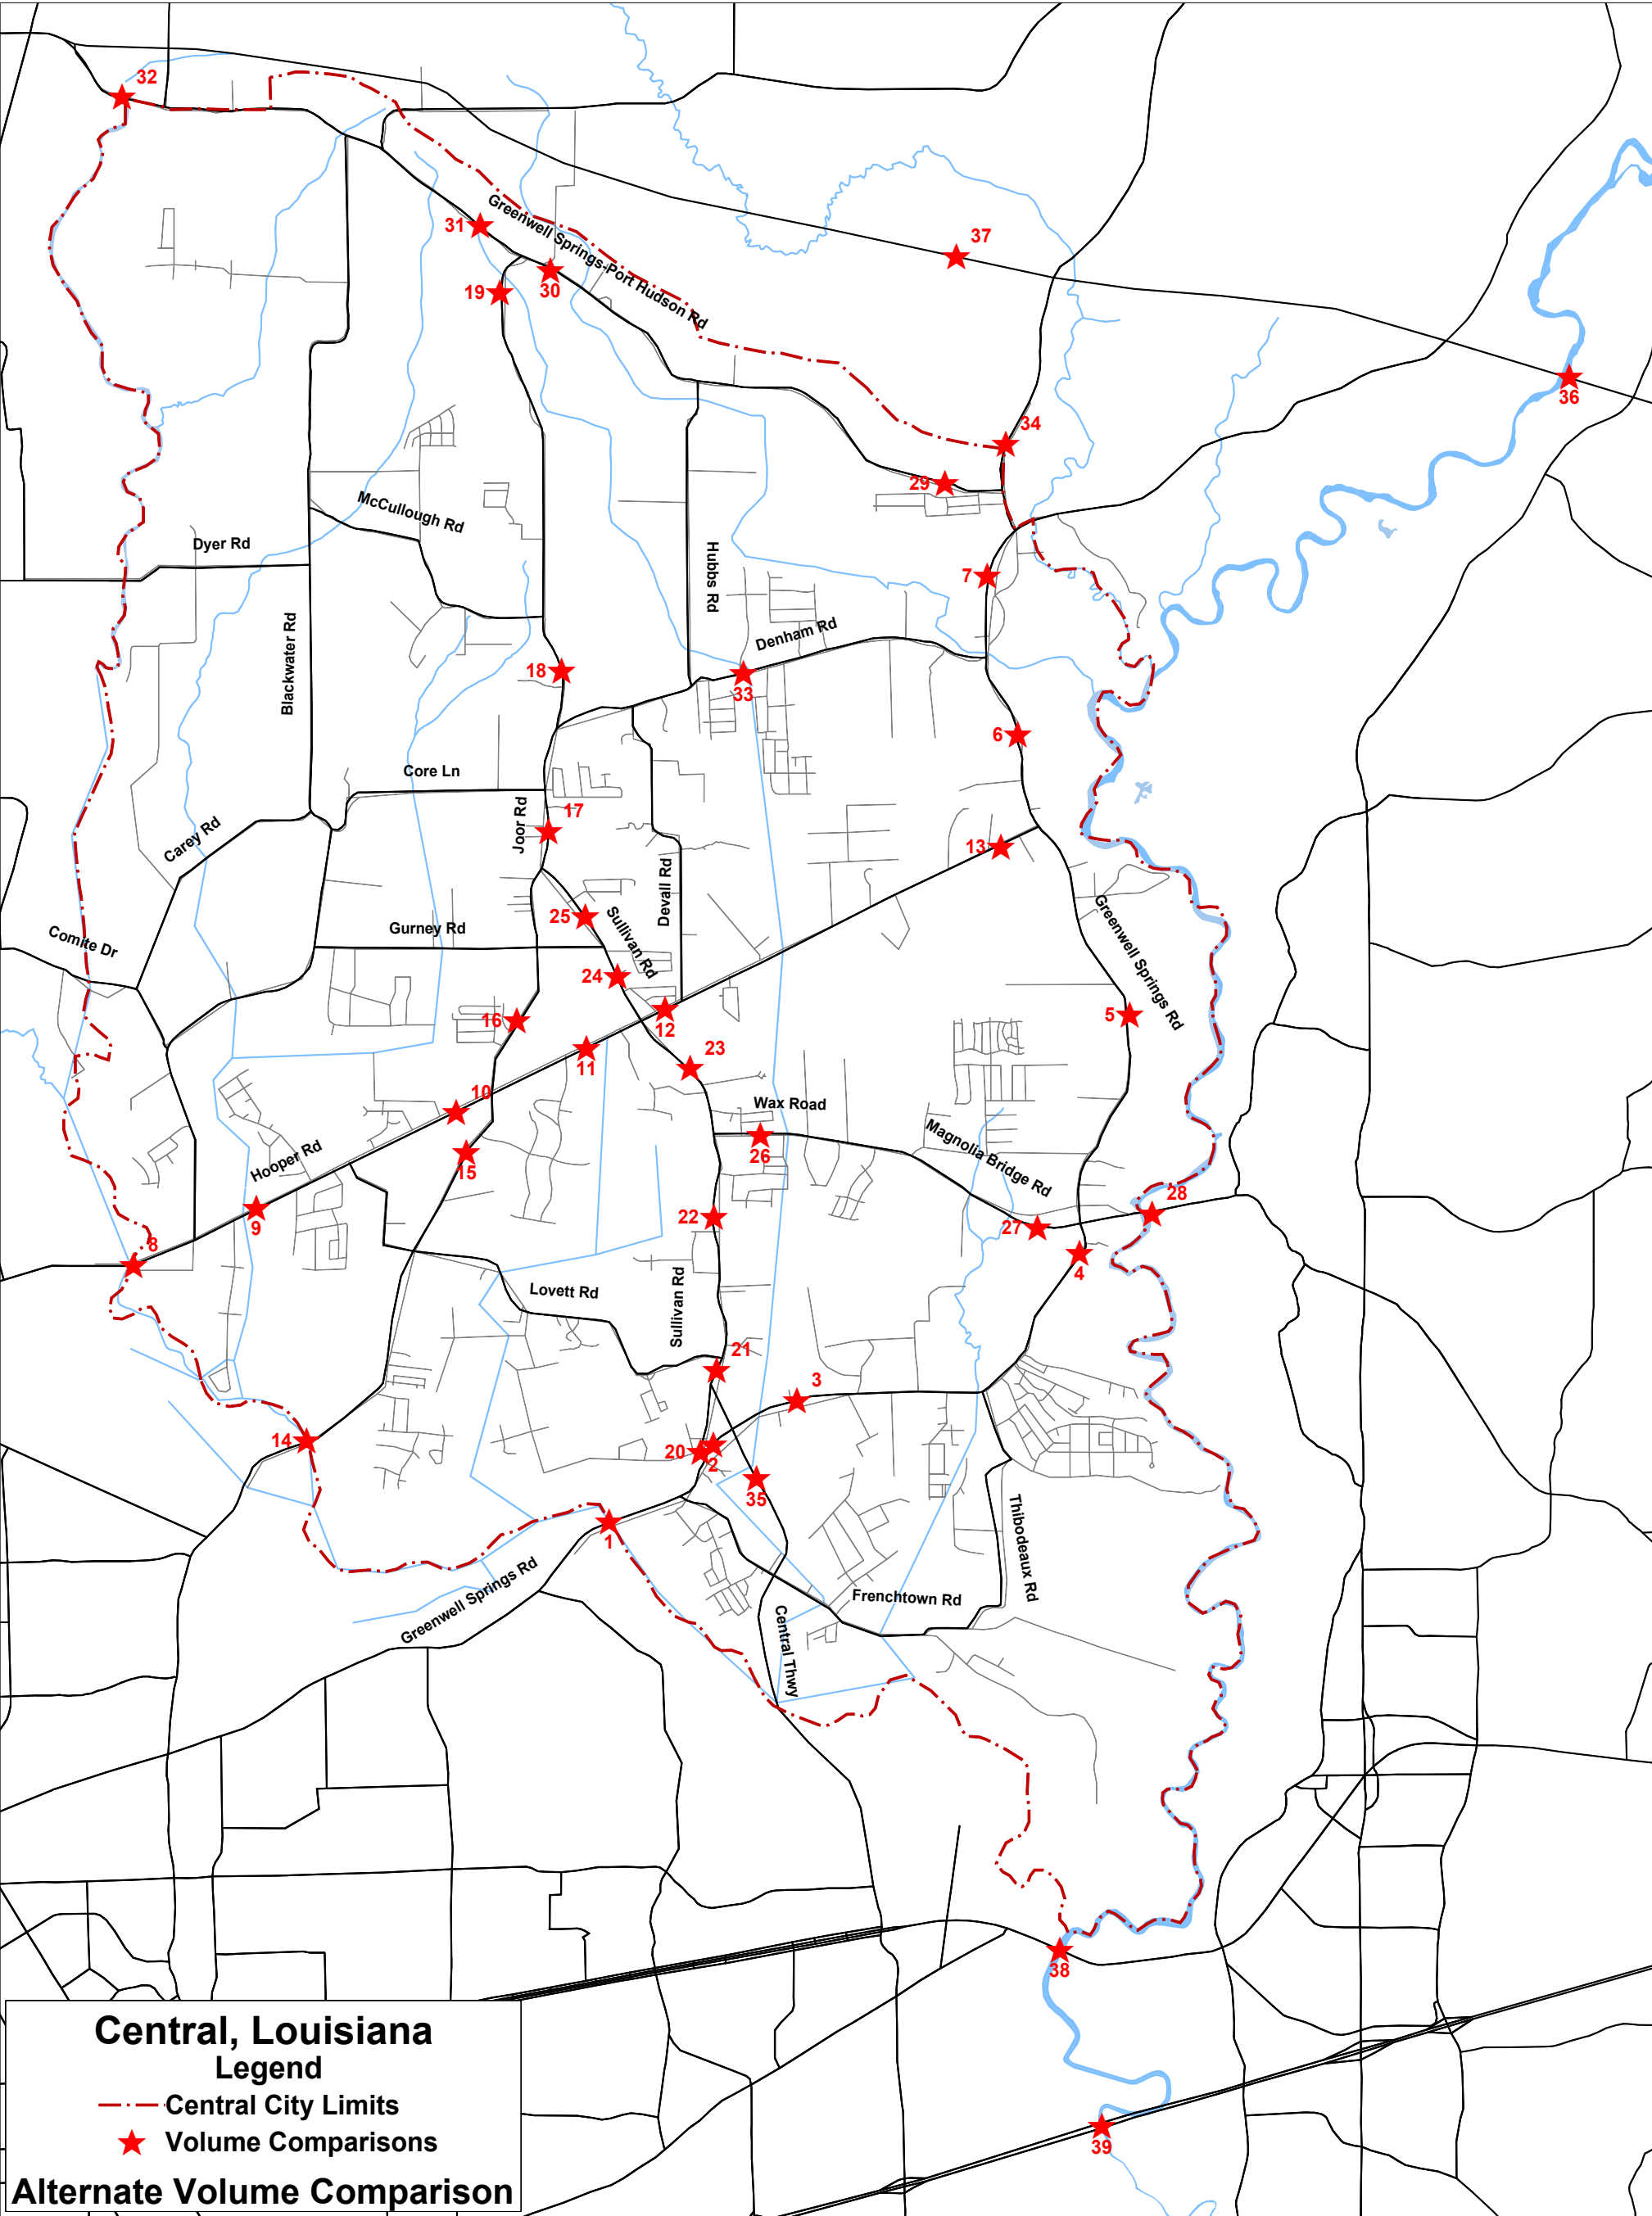 32
31
Greenwell Springs-Port Hudson Rd
37
19
30
36
34
29
McCullough Rd
Dyer Rd
Hubbs Rd
7
Blackwater Rd
Denham Rd
18
33
6
Core Ln
Joor Rd
17
Carey Rd
13
Devall Rd
Sullivan Rd
25
Greenwell Springs Rd
Gurney Rd
Comite Dr
24
5
16
12
11
23
10
Wax Road
Magnolia Bridge Rd
Hooper Rd
26
15
9
28
22
27
8
4
Lovett Rd
Sullivan Rd
21
3
14
20
2
35
Thibodeaux Rd
1
Greenwell Springs Rd
Frenchtown Rd
Central Thwy
38
39
Central, Louisiana
Legend
Central City Limits
Volume Comparisons
Alternate Volume Comparison